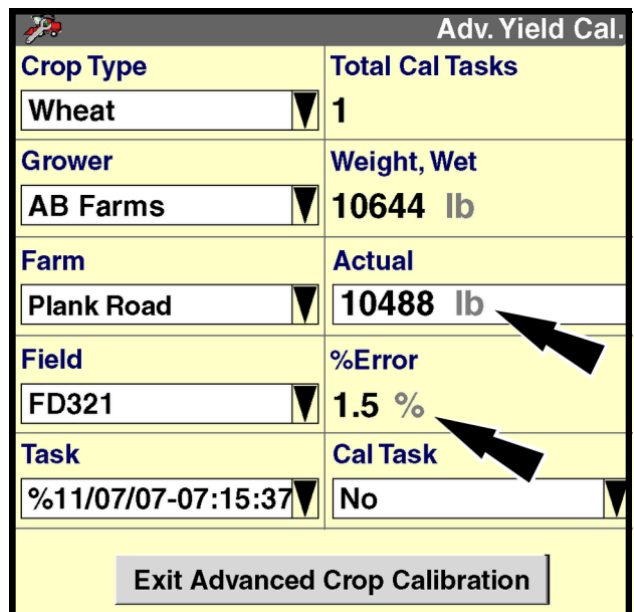 Adv. Yield Cal.
Crop Type
Total Cal Tasks
Wheat
1
Grower
Weight, Wet
AB Farms
10644 lb
Farm
Actual
Plank Road
10488 lb
Field
%Error
FD321
1.5 %
Task
Cal Task
%11/07/07-07:15:37
No
Exit Advanced Crop Calibration